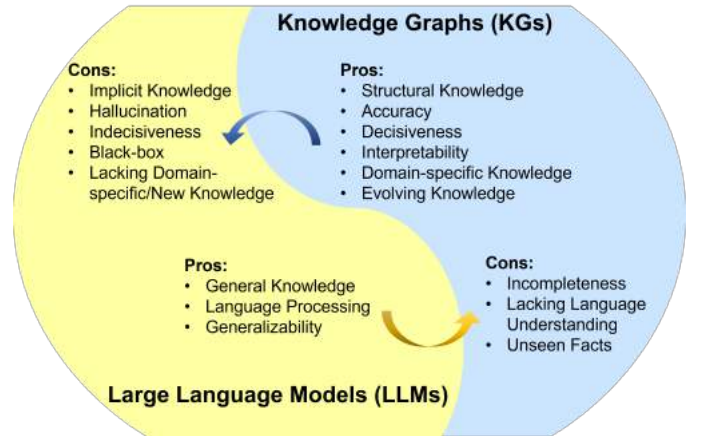 Knowledge Graphs (KGs)
Cons:
• Implicit Knowledge
• Hallucination
• Indecisiveness
• Black-box
• Lacking Domain-
specific/New Knowledge
Pros:
• Structural Knowledge
• Accuracy
• Decisiveness
• Interpretability
• Domain-specific Knowledge
• Evolving Knowledge
Pros:
• General Knowledge
• Language Processing
• Generalizability
Cons:
• Incompleteness
• Lacking Language
Understanding
• Unseen Facts
Large Language Models (LLMs)